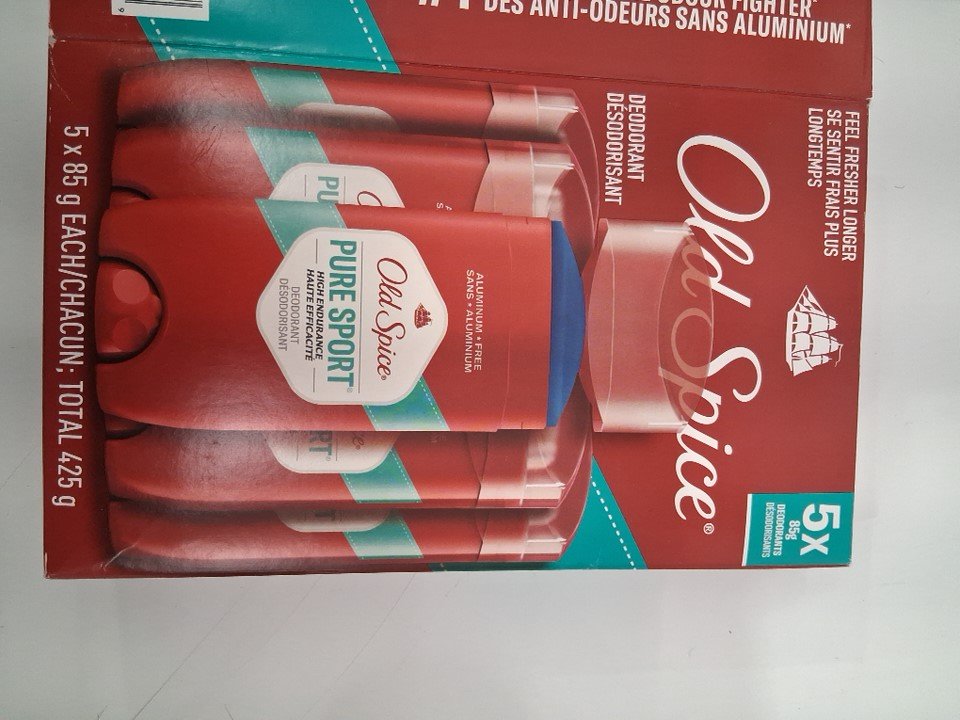 FIGHTER*
DES ANTI-ODEURS SANS ALUMINIUM*
FEEL FRESHER LONGER
SE SENTIR FRAIS PLUS
LONGTEMPS
Old Spice®
DEODORANT
DÉSODORISANT
5X
85g
DEODORANTS
DÉSODORISANTS
ALUMINUM • FREE
SANS • ALUMINIUM
Old Spice®
PURE SPORT®
HIGH ENDURANCE
HAUTE EFFICACITÉ
DEODORANT
DÉSODORISANT
5 x 85 g EACH/CHACUN; TOTAL 425 g